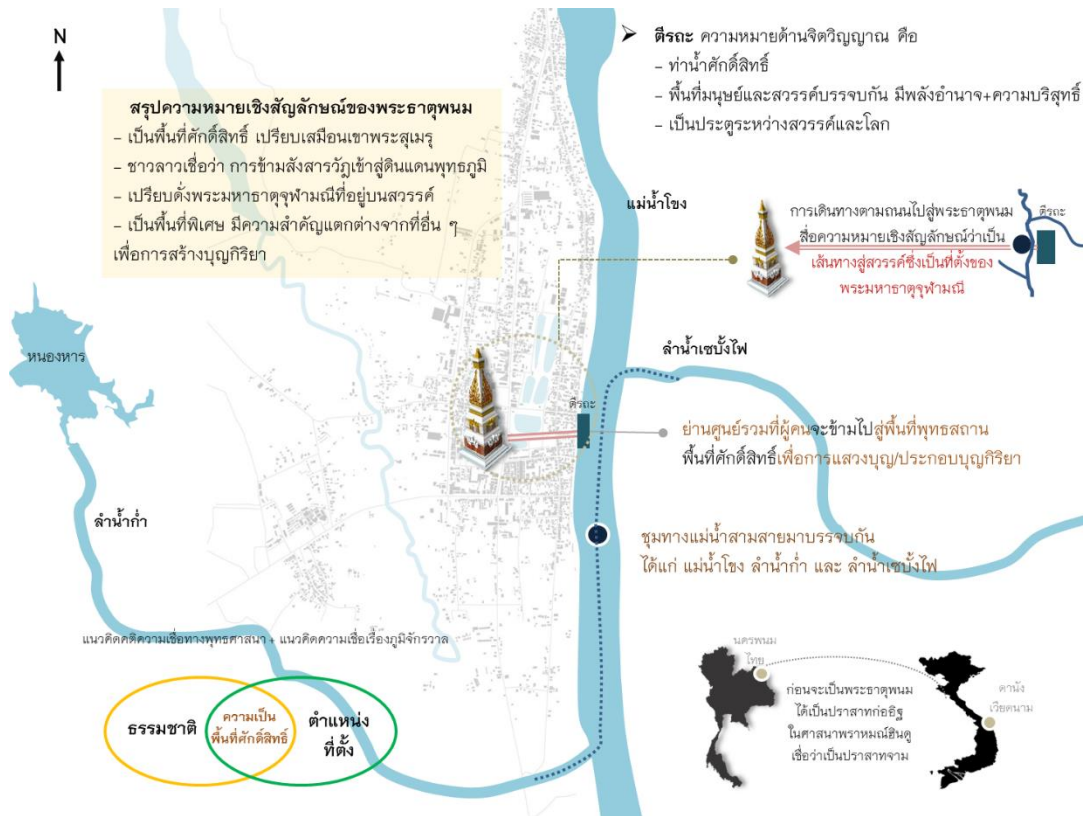 N
➢ ตีรถะ ความหมายด้านจิตวิญญาณ คือ
– ท่าน้ำศักดิ์สิทธิ์
– พื้นที่มนุษย์และสวรรค์บรรจบกัน มีพลังอำนาจ+ความบริสุทธิ์
– เป็นประตูระหว่างสวรรค์และโลก
สรุปความหมายเชิงสัญลักษณ์ของพระธาตุพนม
– เป็นพื้นที่ศักดิ์สิทธิ์ เปรียบเสมือนเขาพระสุเมรุ
– ชาวลาวเชื่อว่า การข้ามสังสารวัฏเข้าสู่ดินแดนพุทธภูมิ
– เปรียบดั่งพระมหาธาตุจุฬามณีที่อยู่บนสวรรค์
– เป็นพื้นที่พิเศษ มีความสำคัญแตกต่างจากที่อื่น ๆ
เพื่อการสร้างบุญกิริยา
แม่น้ำโขง
การเดินทางตามถนนไปสู่พระธาตุพนม
สื่อความหมายเชิงสัญลักษณ์ว่าเป็น
เส้นทางสู่สวรรค์ซึ่งเป็นที่ตั้งของ
พระมหาธาตุจุฬามณี
ตีรถะ
หนองหาร
ลำน้ำเซบั้งไฟ
ตีรถะ
ย่านศูนย์รวมที่ผู้คนจะข้ามไปสู่พื้นที่พุทธสถาน
พื้นที่ศักดิ์สิทธิ์เพื่อการแสวงบุญ/ประกอบบุญกิริยา
ลำน้ำก่ำ
ชุมทางแม่น้ำสามสายมาบรรจบกัน
ได้แก่ แม่น้ำโขง ลำน้ำก่ำ และ ลำน้ำเซบั้งไฟ
แนวคิดคติความเชื่อทางพุทธศาสนา + แนวคิดความเชื่อเรื่องภูมิจักรวาล
ธรรมชาติ
ความเป็น
พื้นที่ศักดิ์สิทธิ์
ตำแหน่ง
ที่ตั้ง
นครพนม
ไทย
ก่อนจะเป็นพระธาตุพนม
ได้เป็นปราสาทก่ออิฐ
ในศาสนาพราหมณ์ฮินดู
เชื่อว่าเป็นปราสาทจาม
ดานัง
เวียดนาม